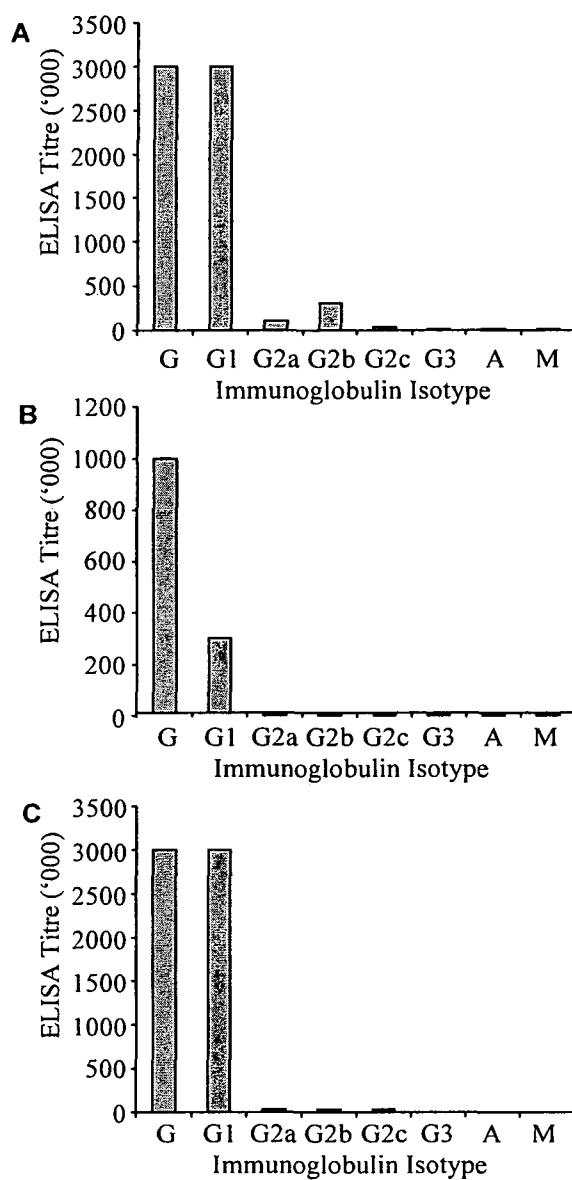 A
ELISA Titre ('000)
3500
3000
2500
2000
1500
1000
500
0
G G1 G2a G2b G2c G3 A M
Immunoglobulin Isotype
B
ELISA Titre ('000)
1200
1000
800
600
400
200
0
G G1 G2a G2b G2c G3 A M
Immunoglobulin Isotype
C
ELISA Titre ('000)
3500
3000
2500
2000
1500
1000
500
0
G G1 G2a G2b G2c G3 A M
Immunoglobulin Isotype